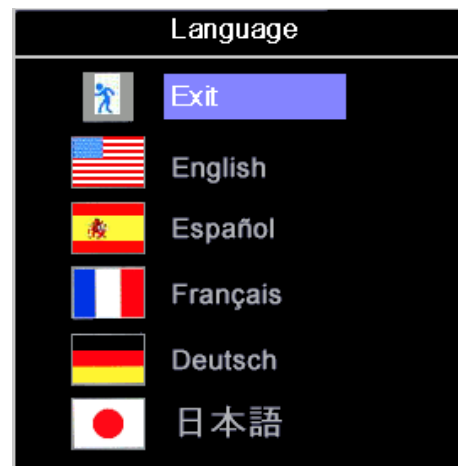 Language
Exit
English
Español
Français
Deutsch
日本語